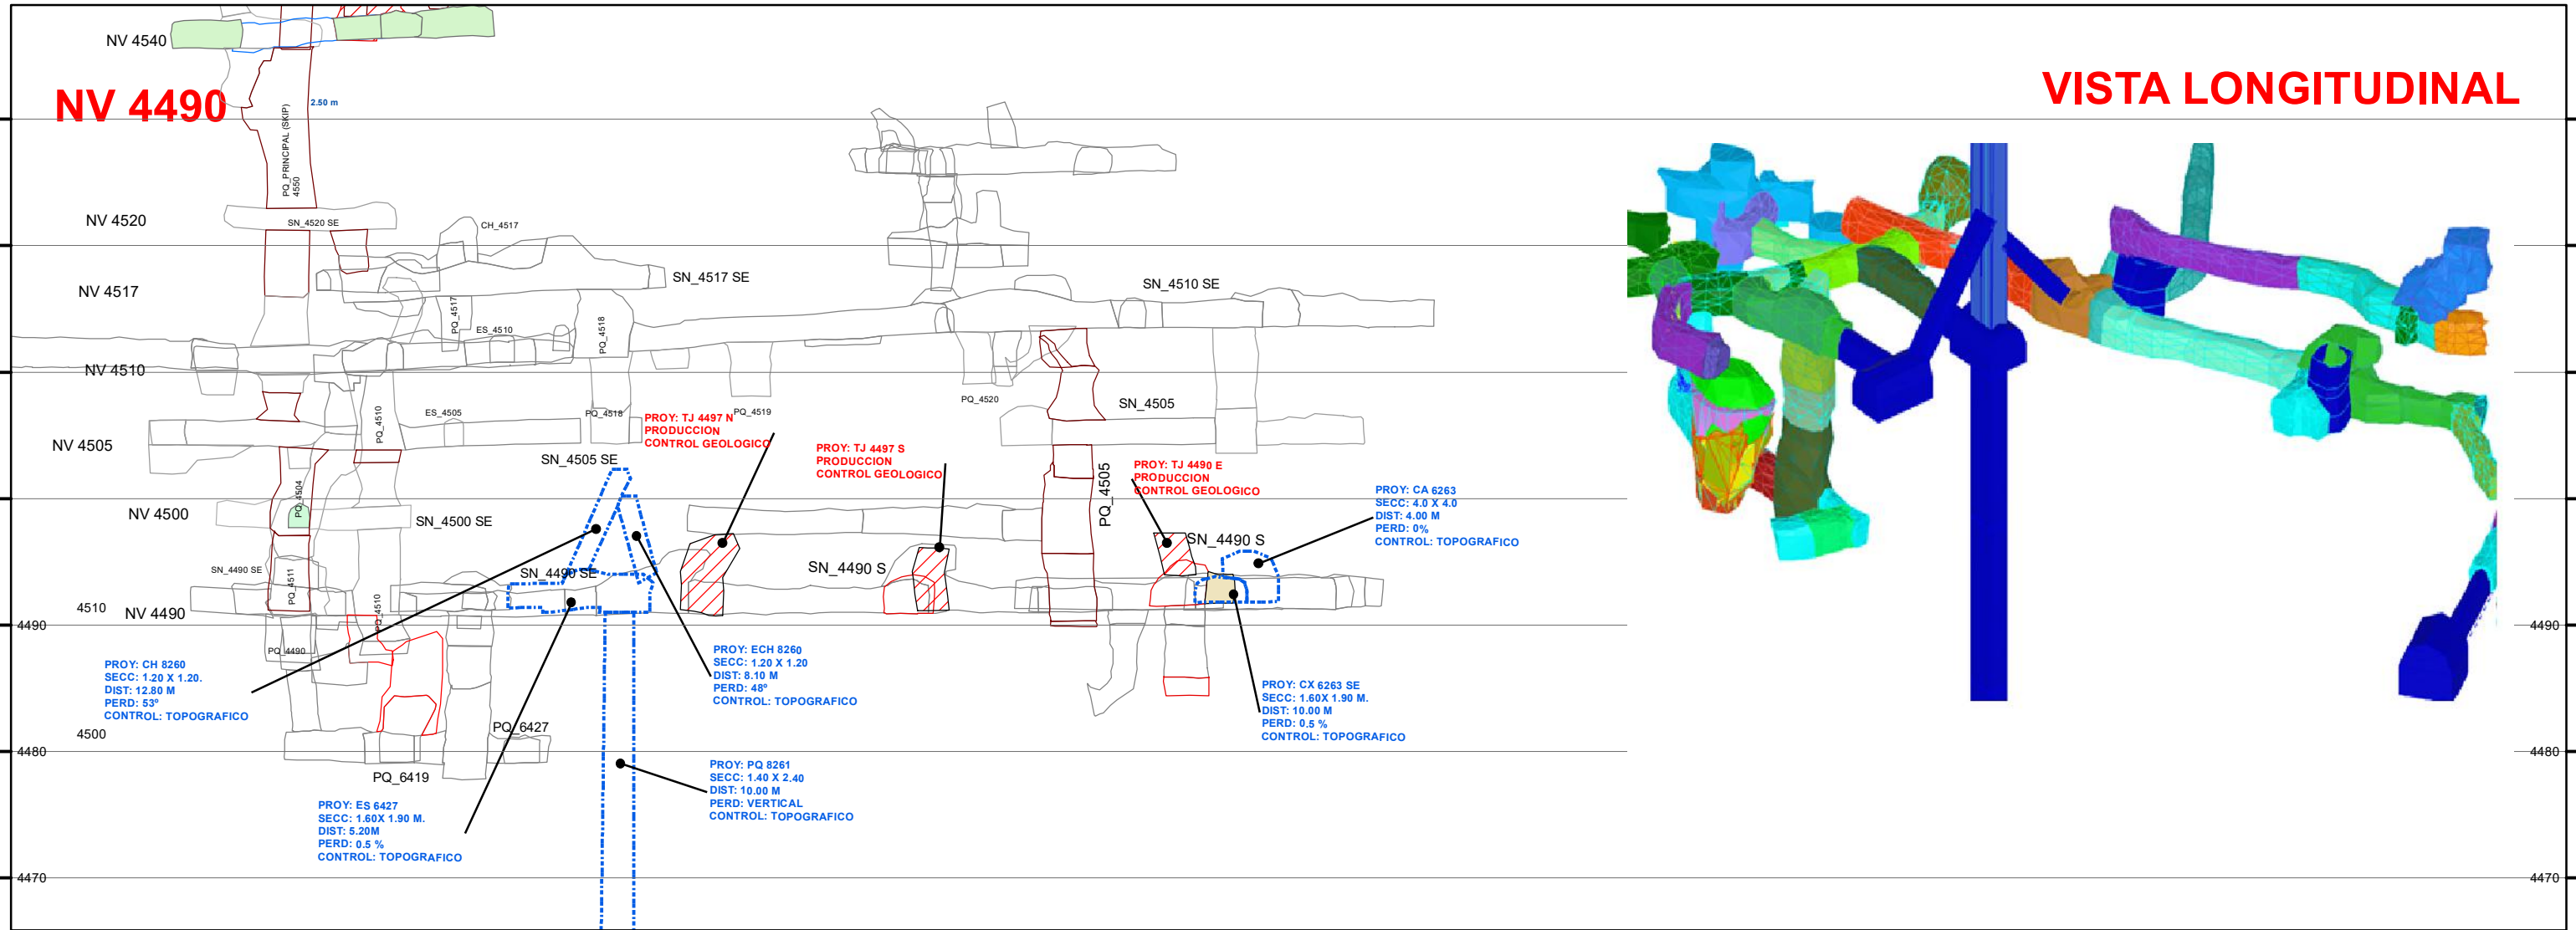 NV 4540
NV 4490
VISTA LONGITUDINAL
2.50 m
PQ_PRINCIPAL (SKIP)
4550
NV 4520
SN_4520 SE
CH_4517
NV 4517
SN_4517 SE
SN_4510 SE
PQ_4517
ES_4510
PQ_4518
NV 4510
PQ_4510
ES_4505
PQ_4518
PQ_4519
PQ_4520
SN_4505
NV 4505
PROY: TJ 4497 N
PRODUCCION
CONTROL GEOLOGICO
PROY: TJ 4497 S
PRODUCCION
CONTROL GEOLOGICO
SN_4505 SE
PQ_4505
PROY: TJ 4490 E
PRODUCCION
CONTROL GEOLOGICO
PROY: CA 6263
SECC: 4.0 X 4.0
DIST: 4.00 M
PERD: 0%
CONTROL: TOPOGRAFICO
PQ_4504
NV 4500
SN_4500 SE
SN_4490 S
SN_4490 SE
PQ_4511
SN_4490 SE
SN_4490 S
4510
NV 4490
PQ_4510
4490
4490
PQ_4490
PROY: CH 8260
SECC: 1.20 X 1.20.
DIST: 12.80 M
PERD: 53º
CONTROL: TOPOGRAFICO
PROY: ECH 8260
SECC: 1.20 X 1.20
DIST: 8.10 M
PERD: 48º
CONTROL: TOPOGRAFICO
PROY: CX 6263 SE
SECC: 1.60X 1.90 M.
DIST: 10.00 M
PERD: 0.5 %
CONTROL: TOPOGRAFICO
4500
PQ_6427
4480
4480
PQ_6419
PROY: PQ 8261
SECC: 1.40 X 2.40
DIST: 10.00 M
PERD: VERTICAL
CONTROL: TOPOGRAFICO
PROY: ES 6427
SECC: 1.60X 1.90 M.
DIST: 5.20M
PERD: 0.5 %
CONTROL: TOPOGRAFICO
4470
4470